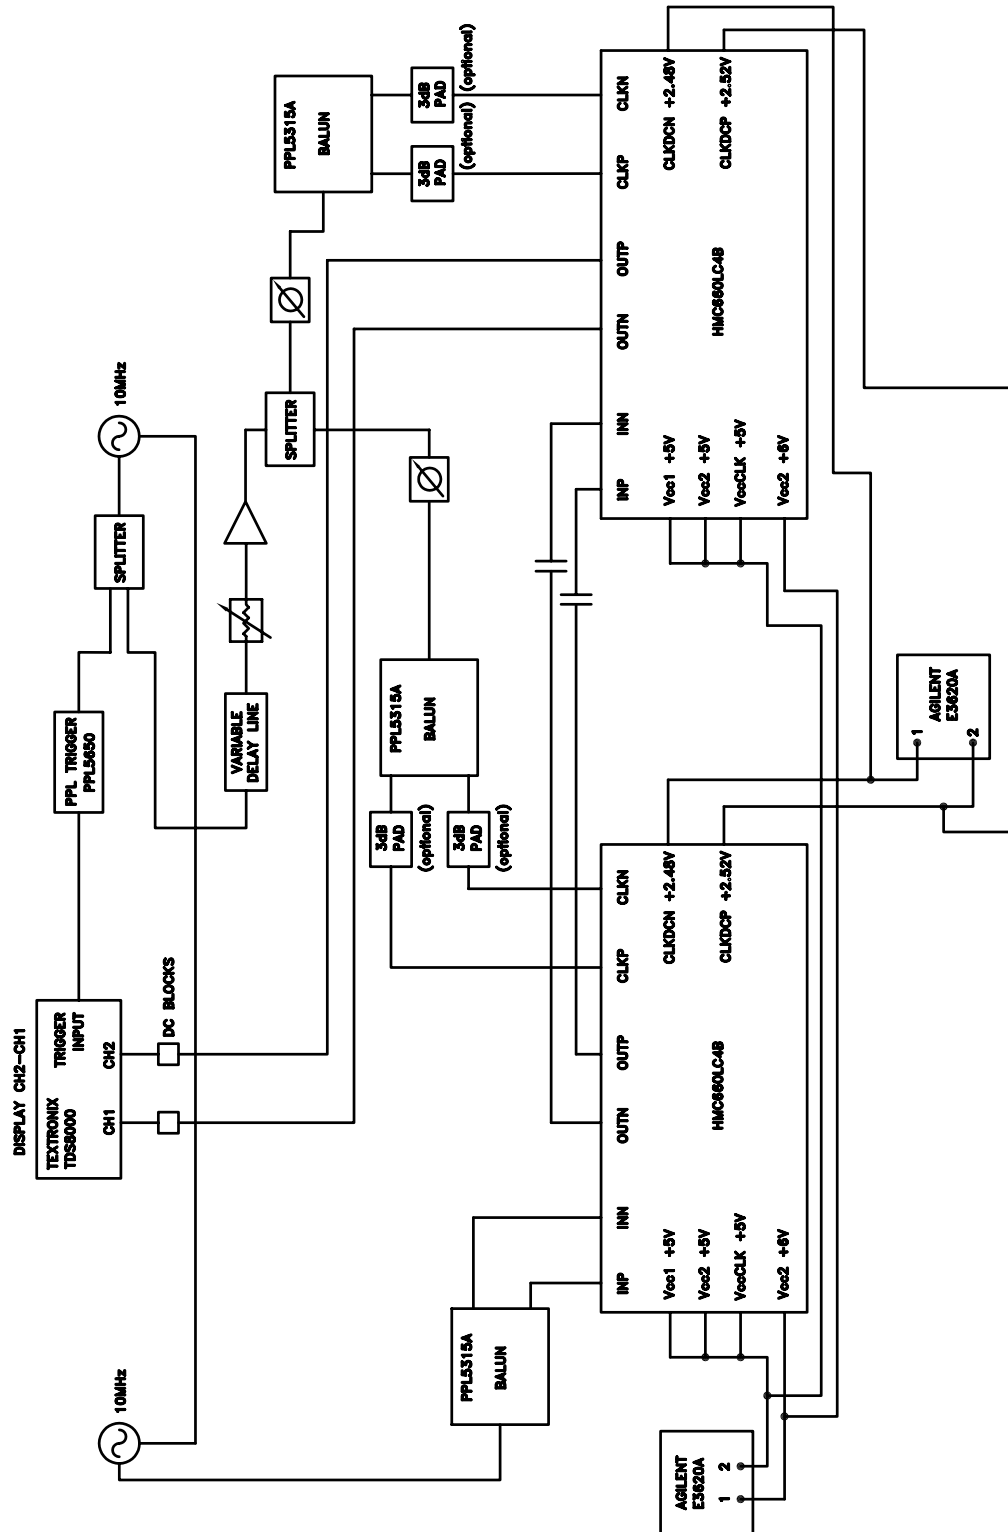 DISPLAY CH2-CH1
TEXTRONIX
TDS8000
TRIGGER
INPUT
CH1
CH2
DC BLOCKS
PPL TRIGGER
PPL5650
SPLITTER
10MHz
10MHz
VARIABLE
DELAY LINE
SPLITTER
PPL5315A
BALUN
3dB
PAD
(optional)
3dB
PAD
(optional)
PPL5315A
BALUN
3dB
PAD
(optional)
3dB
PAD
(optional)
PPL5315A
BALUN
INP
INN
OUTN
OUTP
CLKP
CLKN
Vcc1 +5V
Vcc2 +5V
VccCLK +5V
Vcc2 +6V
HMC660LC4B
CLKDCN +2.48V
CLKDCP +2.52V
INP
INN
OUTN
OUTP
CLKP
CLKN
Vcc1 +5V
Vcc2 +5V
VccCLK +5V
Vcc2 +6V
HMC660LC4B
CLKDCN +2.48V
CLKDCP +2.52V
AGILENT
E3620A
1
2
AGILENT
E3620A
1
2